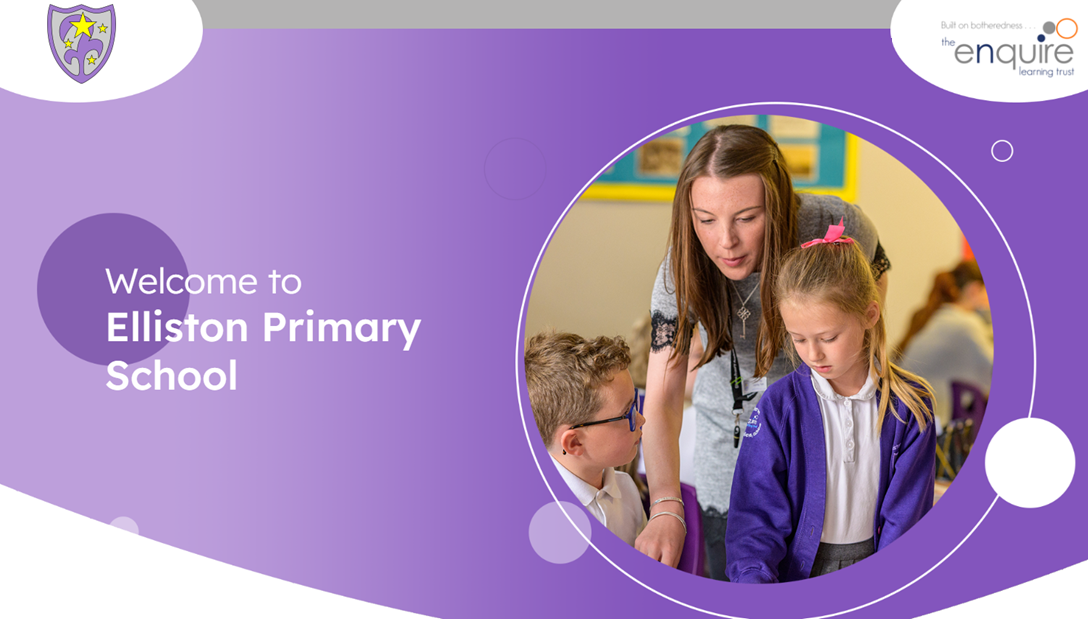 Built on botheredness . . .
the
enquire
learning trust
Welcome to
Elliston Primary
School